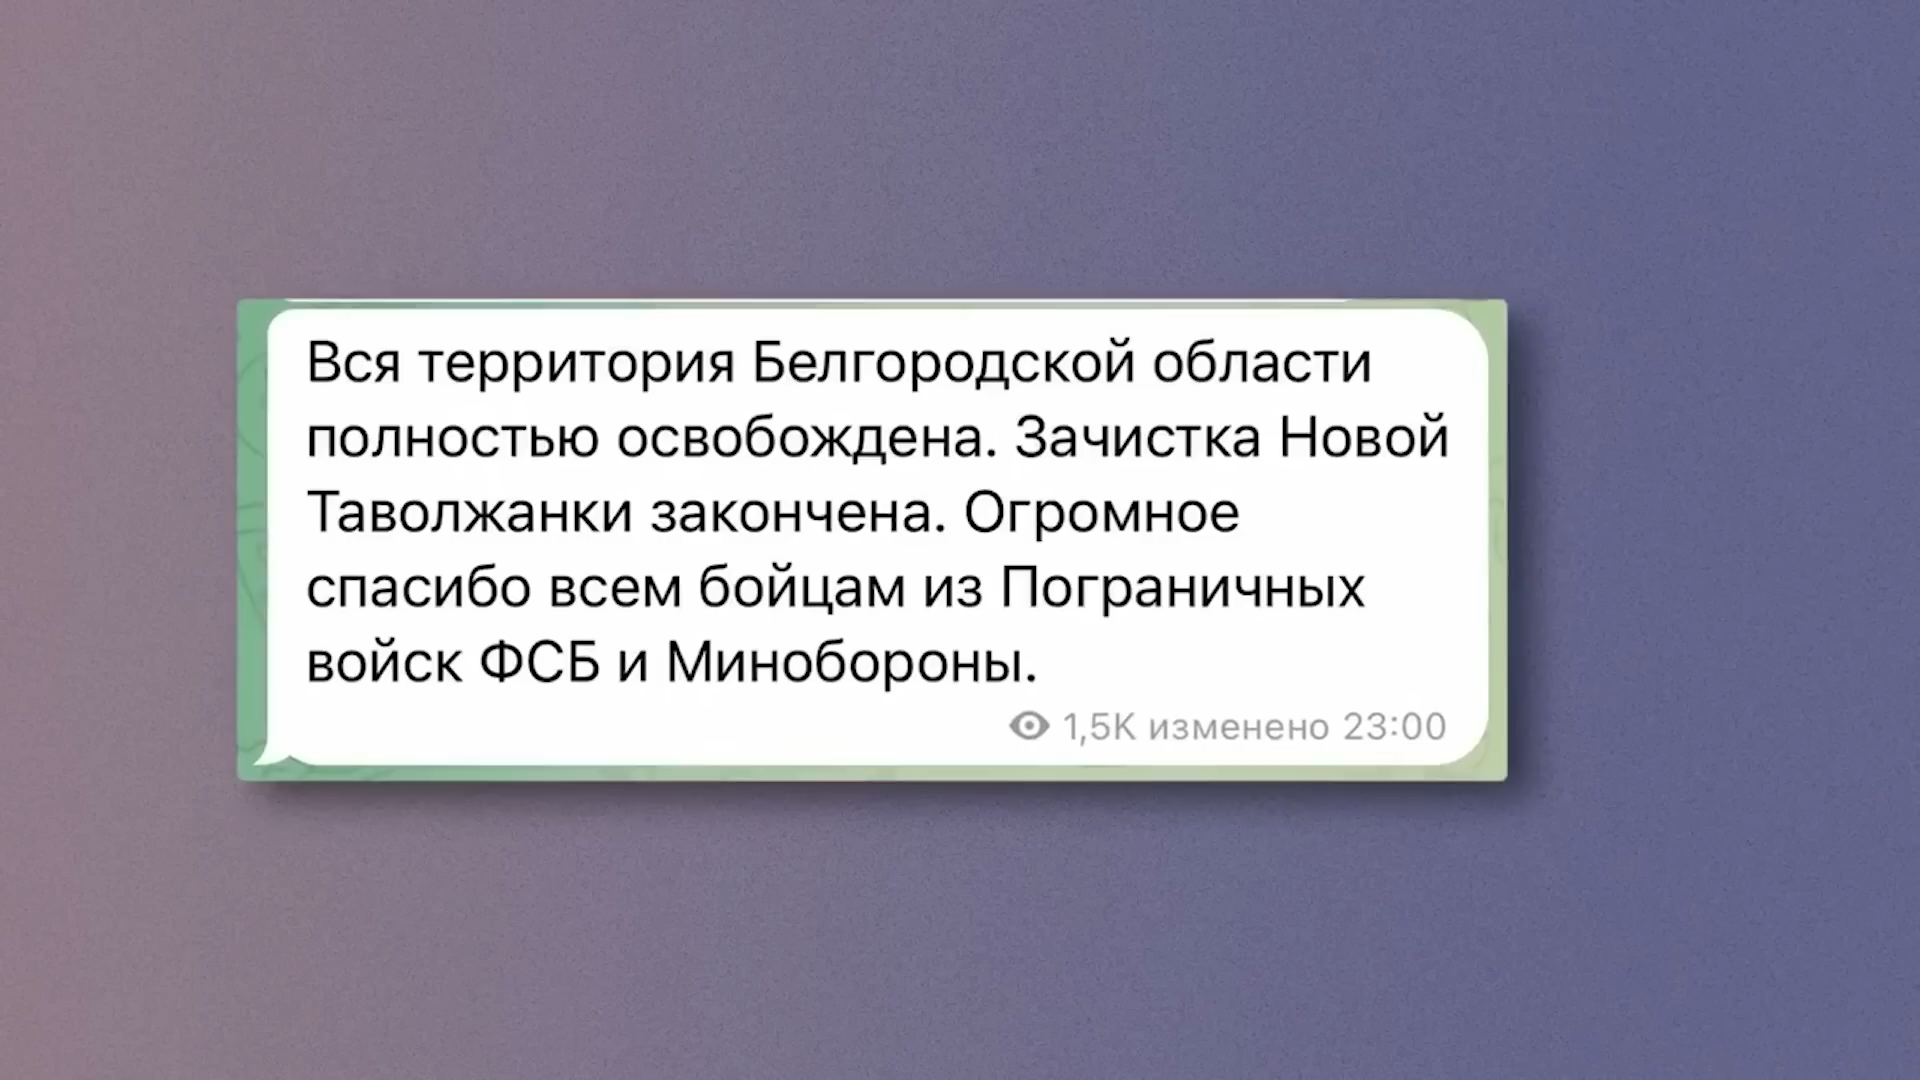 Вся территория Белгородской области
полностью освобождена. Зачистка Новой
Таволжанки закончена. Огромное
спасибо всем бойцам из Пограничных
войск ФСБ и Минобороны.
1,5K изменено 23:00